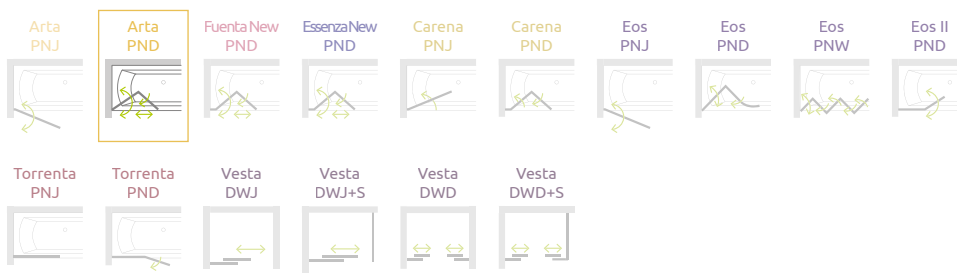 Arta PNJ
Arta PND
Fuenta New PND
Essenza New PND
Carena PNJ
Carena PND
Eos PNJ
Eos PND
Eos PNW
Eos II PND
Torrenta PNJ
Torrenta PND
Vesta DWJ
Vesta DWJ+S
Vesta DWD
Vesta DWD+S